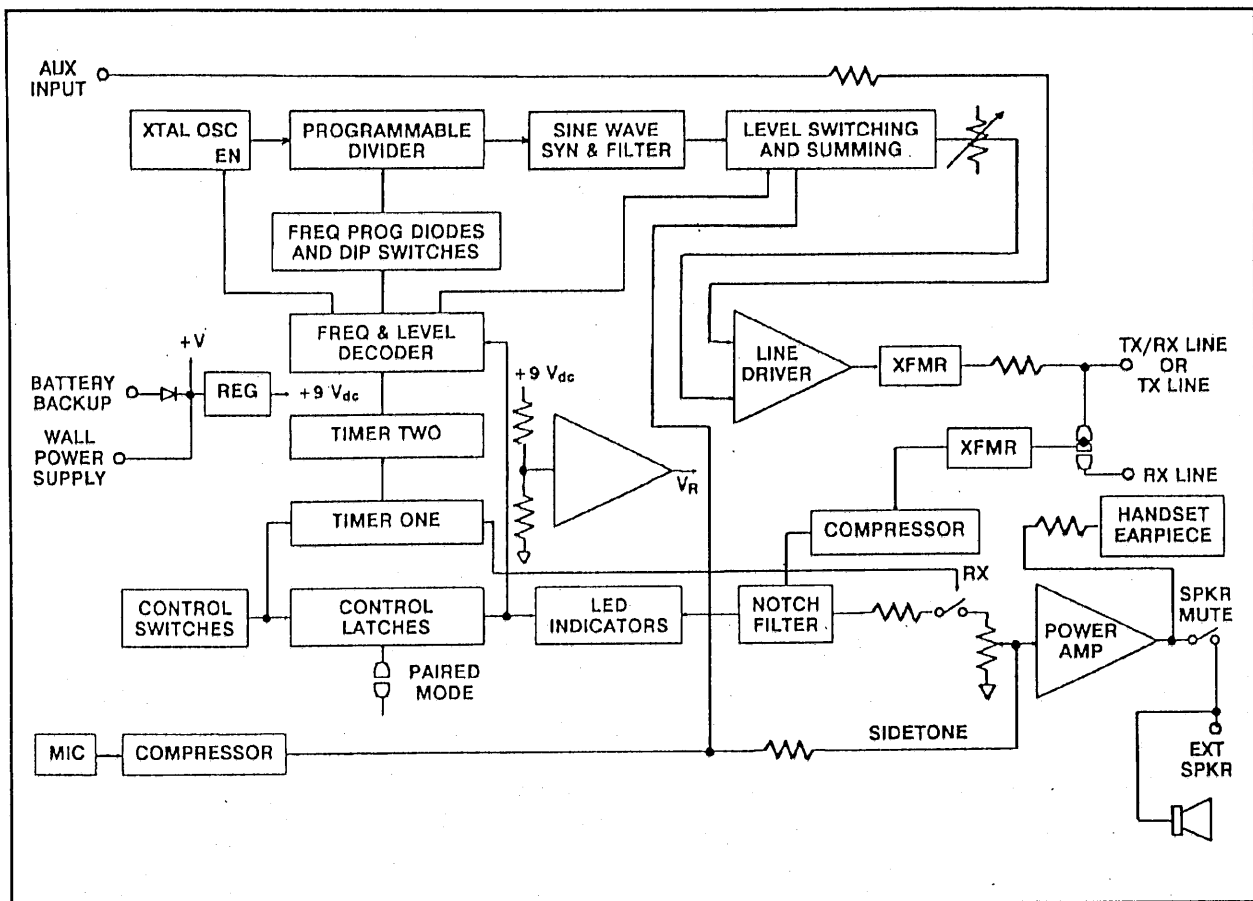 AUX
INPUT
XTAL OSC
EN
PROGRAMMABLE
DIVIDER
SINE WAVE
SYN & FILTER
LEVEL SWITCHING
AND SUMMING
FREQ PROG DIODES
AND DIP SWITCHES
FREQ & LEVEL
DECODER
+V
BATTERY
BACKUP
REG
+9 Vdc
WALL
POWER
SUPPLY
TIMER TWO
TIMER ONE
+9 Vdc
VR
LINE
DRIVER
XFMR
TX/RX LINE
OR
TX LINE
XFMR
RX LINE
COMPRESSOR
HANDSET
EARPIECE
CONTROL
SWITCHES
CONTROL
LATCHES
LED
INDICATORS
NOTCH
FILTER
RX
POWER
AMP
SPKR
MUTE
PAIRED
MODE
MIC
COMPRESSOR
SIDETONE
EXT
SPKR